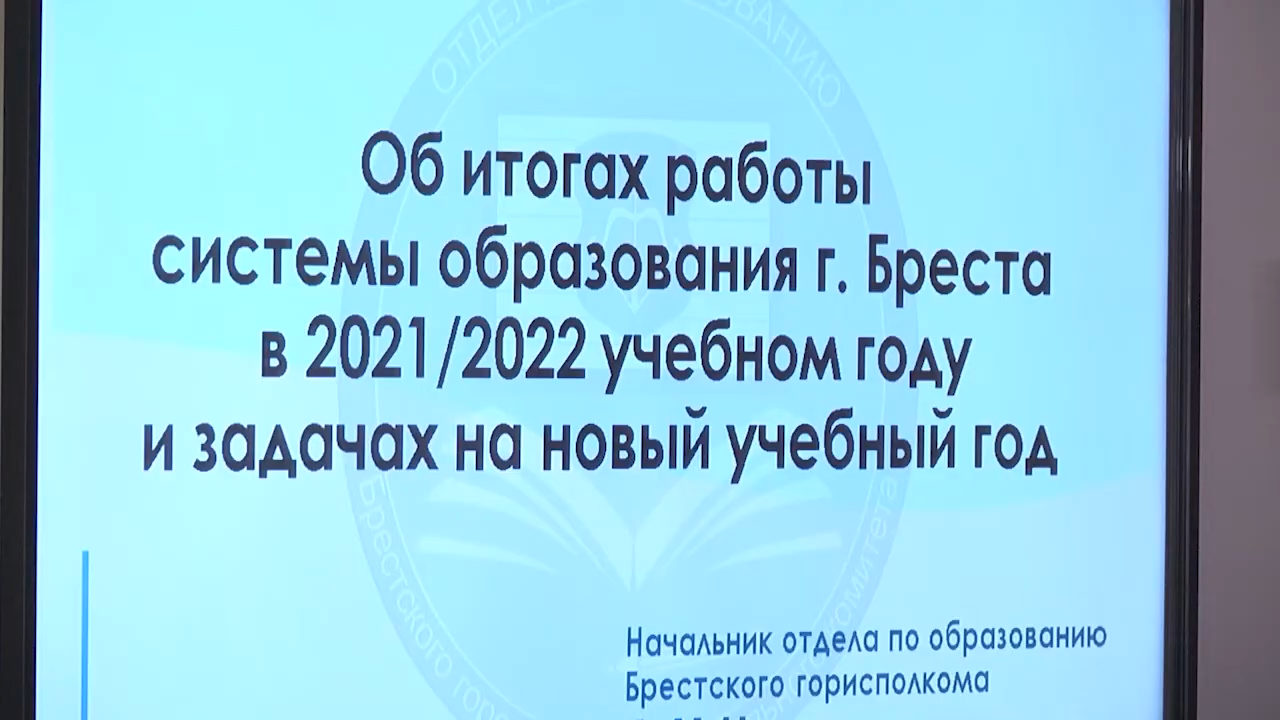 Об итогах работы
системы образования г. Бреста
в 2021/2022 учебном году
и задачах на новый учебный год
Начальник отдела по образованию
Брестского горисполкома